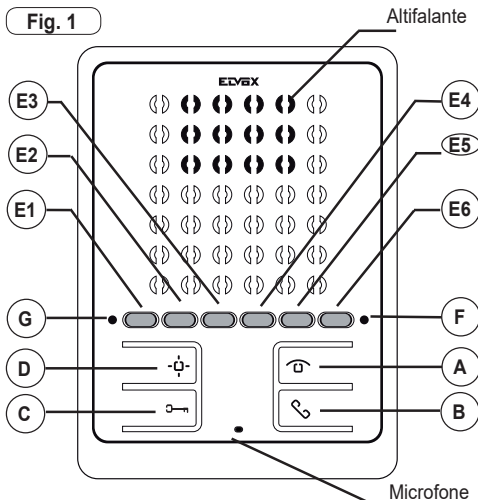 Fig. 1
Altifalante
ELVOX
E3
E4
E2
E5
E1
E6
G
F
D
A
C
B
Microfone